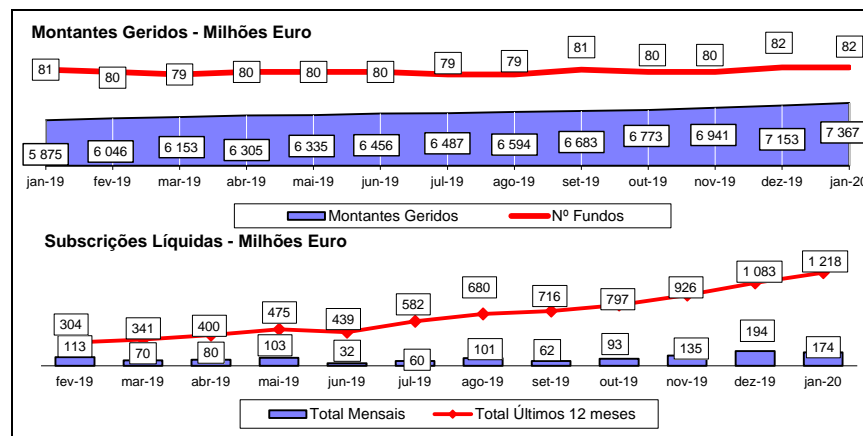 Montantes Geridos - Milhões Euro
81 80 79 80 80 80 79 79 81 80 80 82 82
5 875 6 046 6 153 6 305 6 335 6 456 6 487 6 594 6 683 6 773 6 941 7 153 7 367
jan-19 fev-19 mar-19 abr-19 mai-19 jun-19 jul-19 ago-19 set-19 out-19 nov-19 dez-19 jan-20
Montantes Geridos Nº Fundos
Subscrições Líquidas - Milhões Euro
304 341 400 475 439 582 680 716 797 926 1 083 1 218
113 70 80 103 32 60 101 62 93 135 194 174
fev-19 mar-19 abr-19 mai-19 jun-19 jul-19 ago-19 set-19 out-19 nov-19 dez-19 jan-20
Total Mensais Total Últimos 12 meses